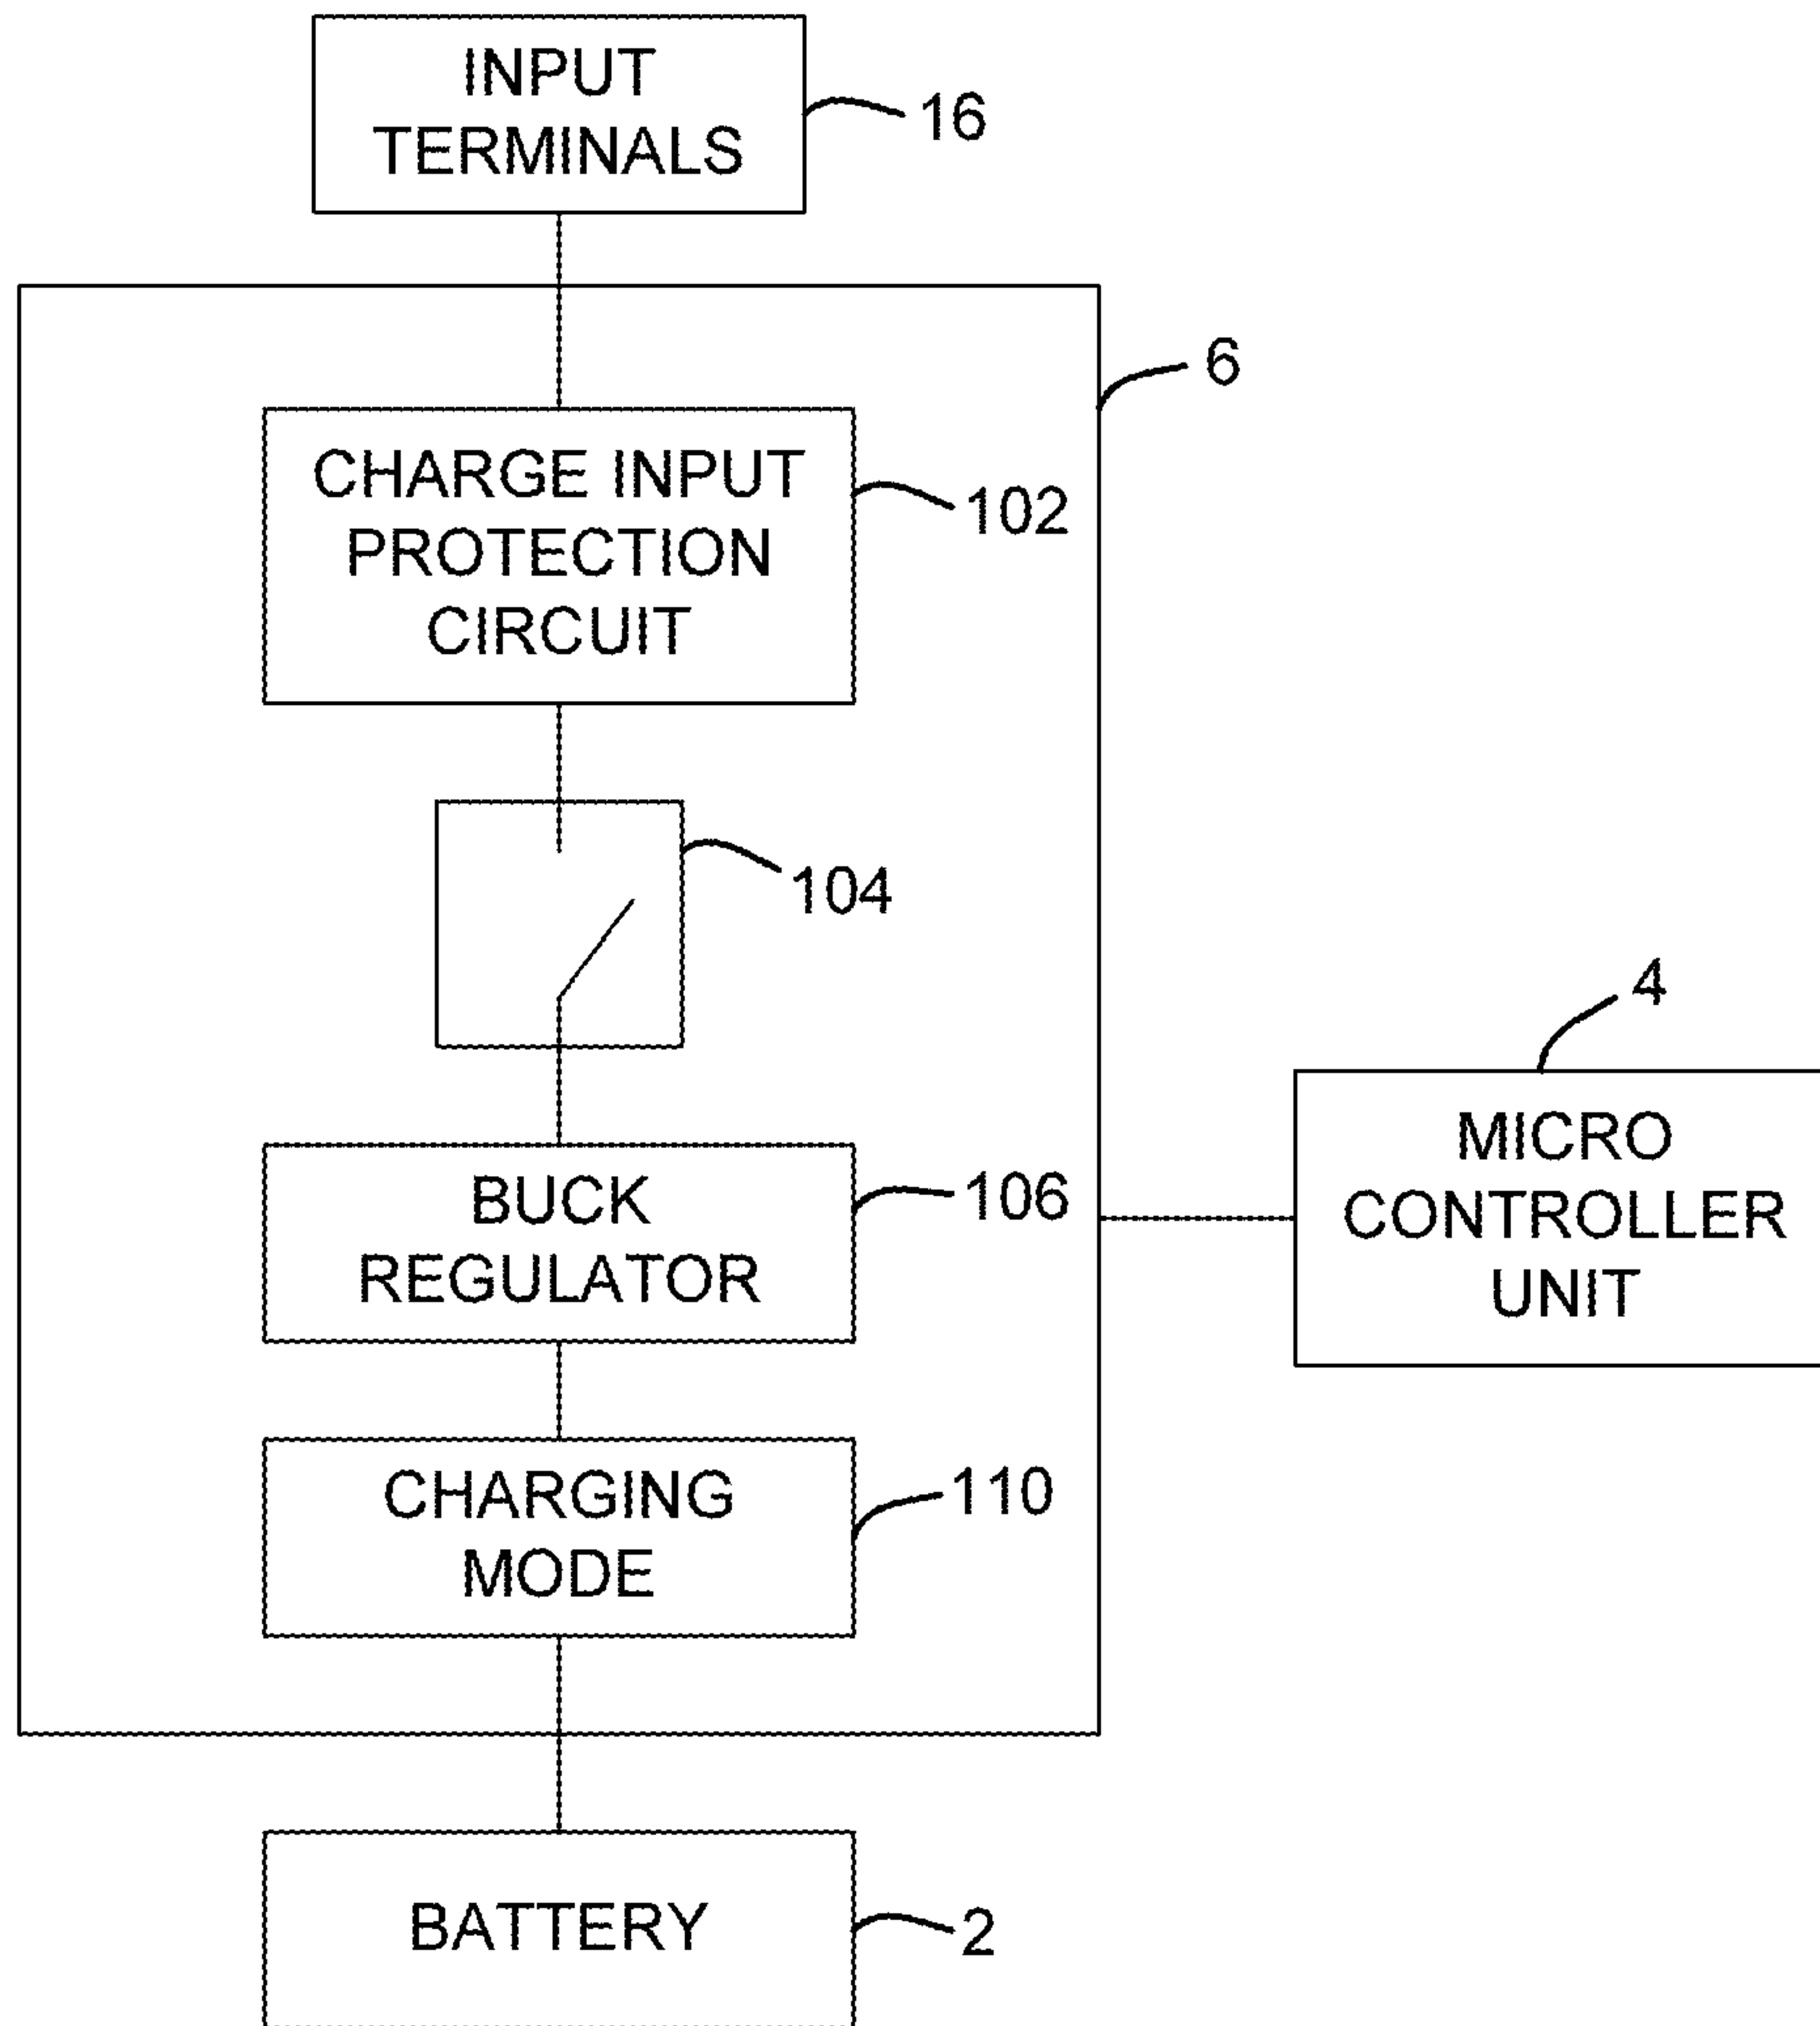 INPUT
TERMINALS
16
6
CHARGE INPUT
PROTECTION
CIRCUIT
102
104
4
MICRO
CONTROLLER
UNIT
BUCK
REGULATOR
106
CHARGING
MODE
110
BATTERY
2